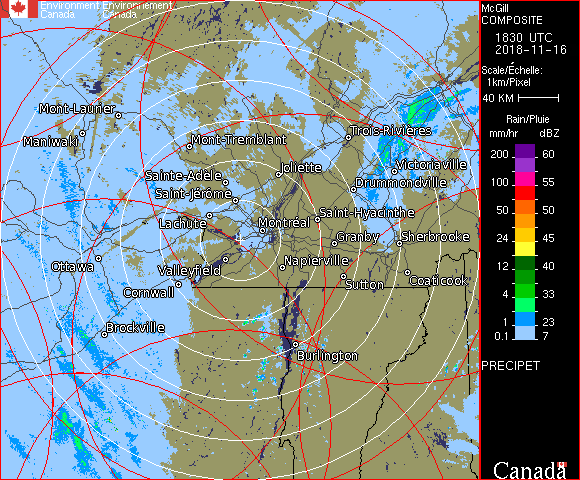 Environment Environnement
Canada Canada
McGill
COMPOSITE
1830 UTC
2018-11-16
Scale/Échelle:
1km/Pixel
40 KM
Rain/Pluie
mm/hr dBZ
200 60
100 55
50 50
45 45
24 45
12 40
4 33
1 23
0.1 7
PRECIPET
Canada
Mont-Laurier
Maniwaki
Mont-Tremblant
Trois-Rivières
Sainte-Adèle
Joliette
Victoriaville
Saint-Jérôme
Drummondville
Lachute
Montréal
Saint-Hyacinthe
Granby
Sherbrooke
Ottawa
Valleyfield
Napierville
Cornwall
Sutton
Coaticook
Brockville
Burlington